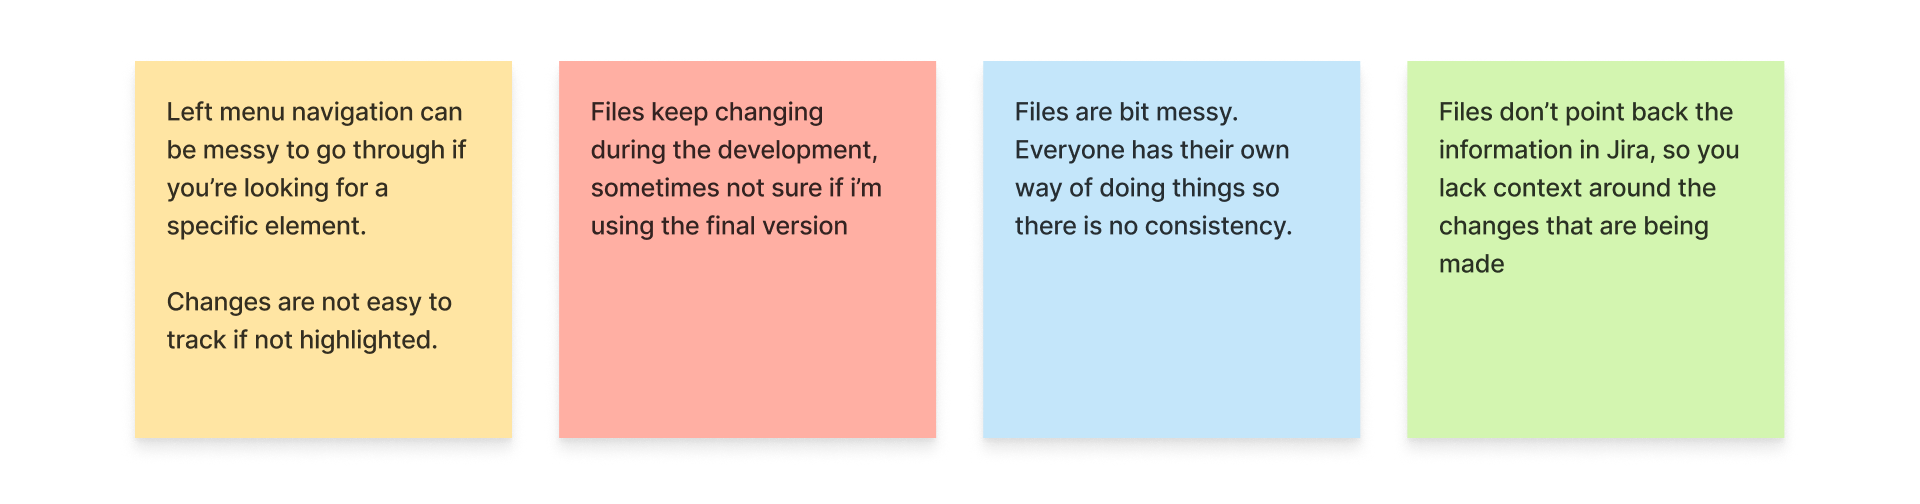 Left menu navigation can
be messy to go through if
you’re looking for a
specific element.
Changes are not easy to
track if not highlighted.
Files keep changing
during the development,
sometimes not sure if i’m
using the final version
Files are bit messy.
Everyone has their own
way of doing things so
there is no consistency.
Files don’t point back the
information in Jira, so you
lack context around the
changes that are being
made